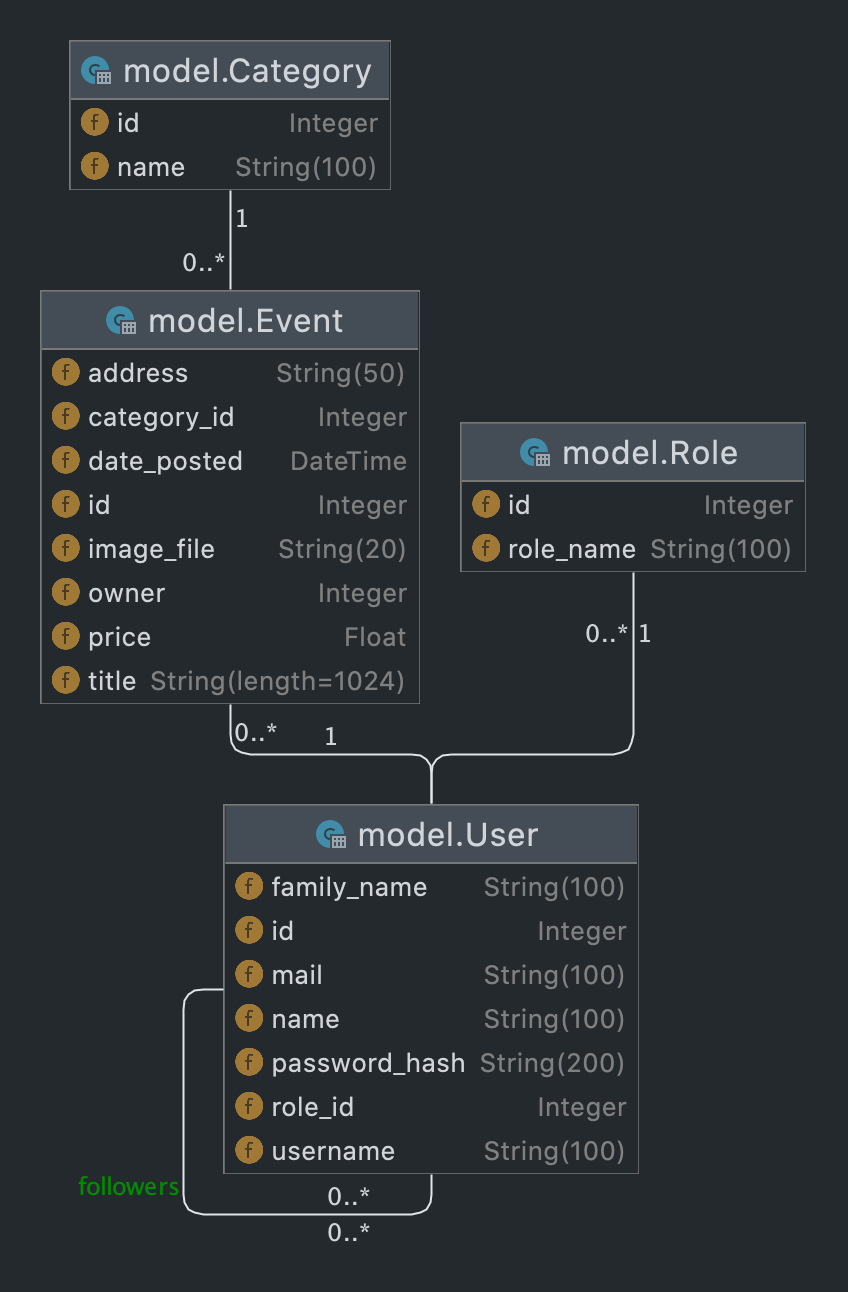 model.Category
id Integer
name String(100)
1
0..*
model.Event
address String(50)
category_id Integer
date_posted DateTime
id Integer
image_file String(20)
owner Integer
price Float
title String(length=1024)
model.Role
id Integer
role_name String(100)
0..* 1
0..* 1
model.User
family_name String(100)
id Integer
mail String(100)
name String(100)
password_hash String(200)
role_id Integer
username String(100)
followers
0..*
0..*